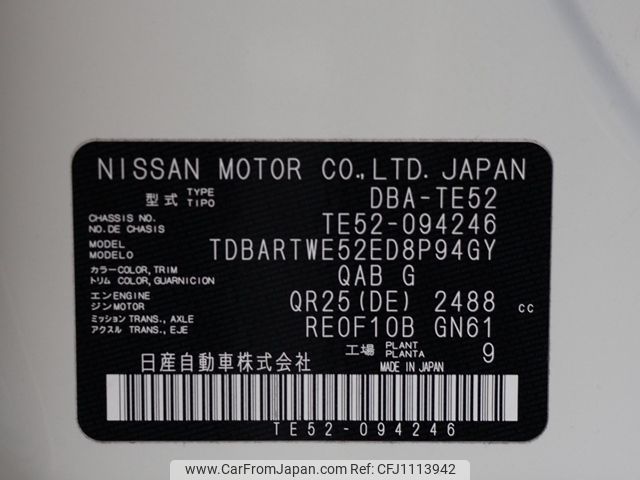 NISSAN MOTOR CO.,LTD. JAPAN
型式 TYPE TIPO DBA-TE52
CHASSIS NO. NO.DE CHASIS TE52-094246
MODEL MODELO TDBARTWE52ED8P94GY
カラー COLOR, TRIM トリム COLOR, GUARNICION QAB G
エンジン ENGINE MOTOR QR25(DE) 2488 cc
ミッション TRANS., AXLE アクスル TRANS., EJE RE0F10B GN61
工場 PLANT PLANTA 9
日産自動車株式会社 MADE IN JAPAN
TE52-094246
www.CarFromJapan.com CFJ1113942